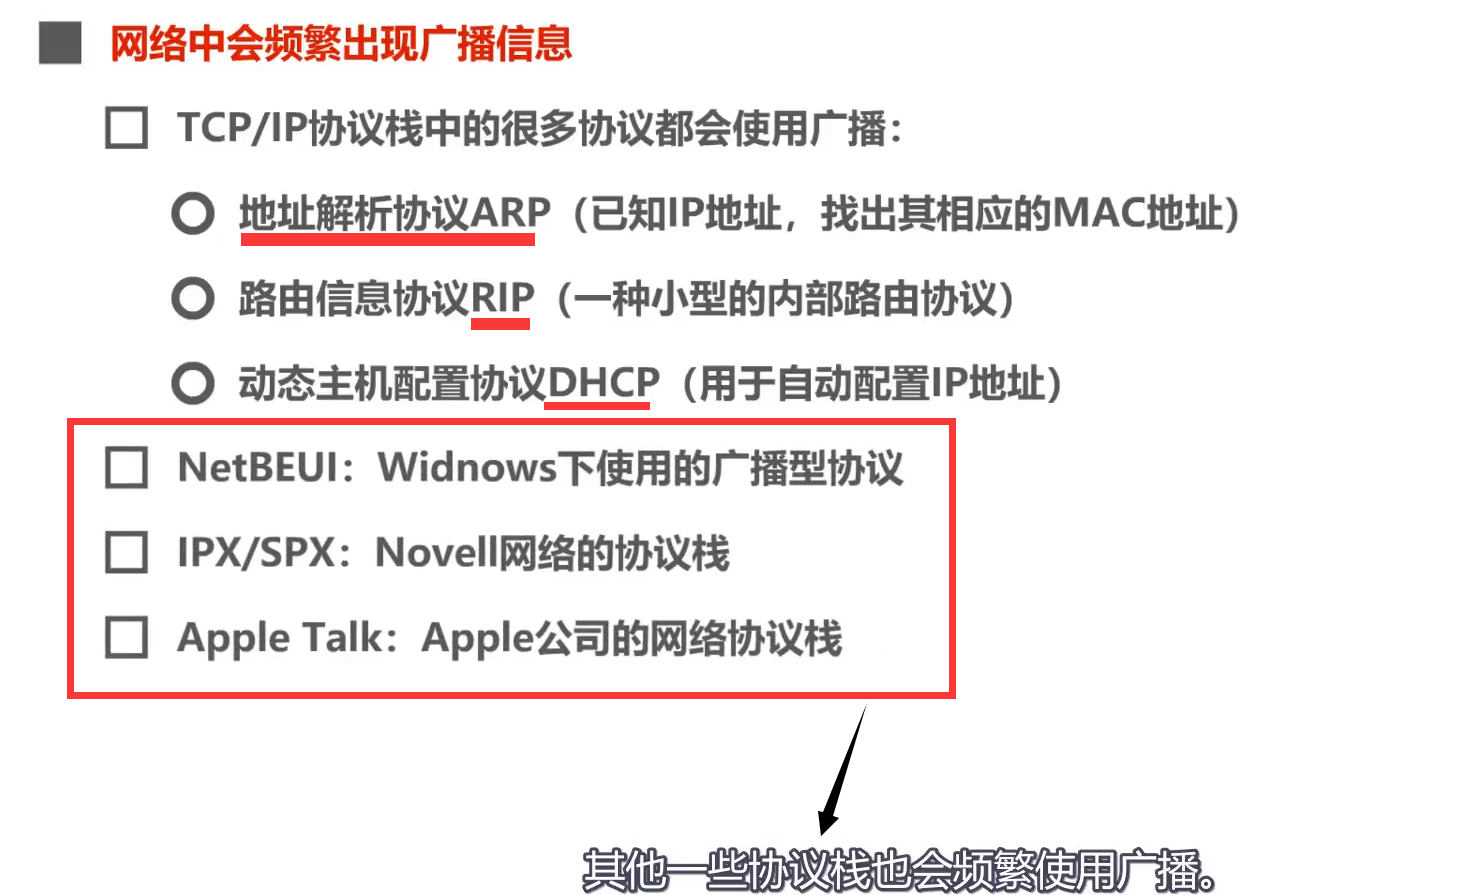 网络中会频繁出现广播信息
TCP/IP协议栈中的很多协议都会使用广播：
地址解析协议ARP（已知IP地址，找出其相应的MAC地址）
路由信息协议RIP（一种小型的内部路由协议）
动态主机配置协议DHCP（用于自动配置IP地址）
NetBEUI：Widnows下使用的广播型协议
IPX/SPX：Novell网络的协议栈
Apple Talk：Apple公司的网络协议栈
其他一些协议栈也会频繁使用广播。